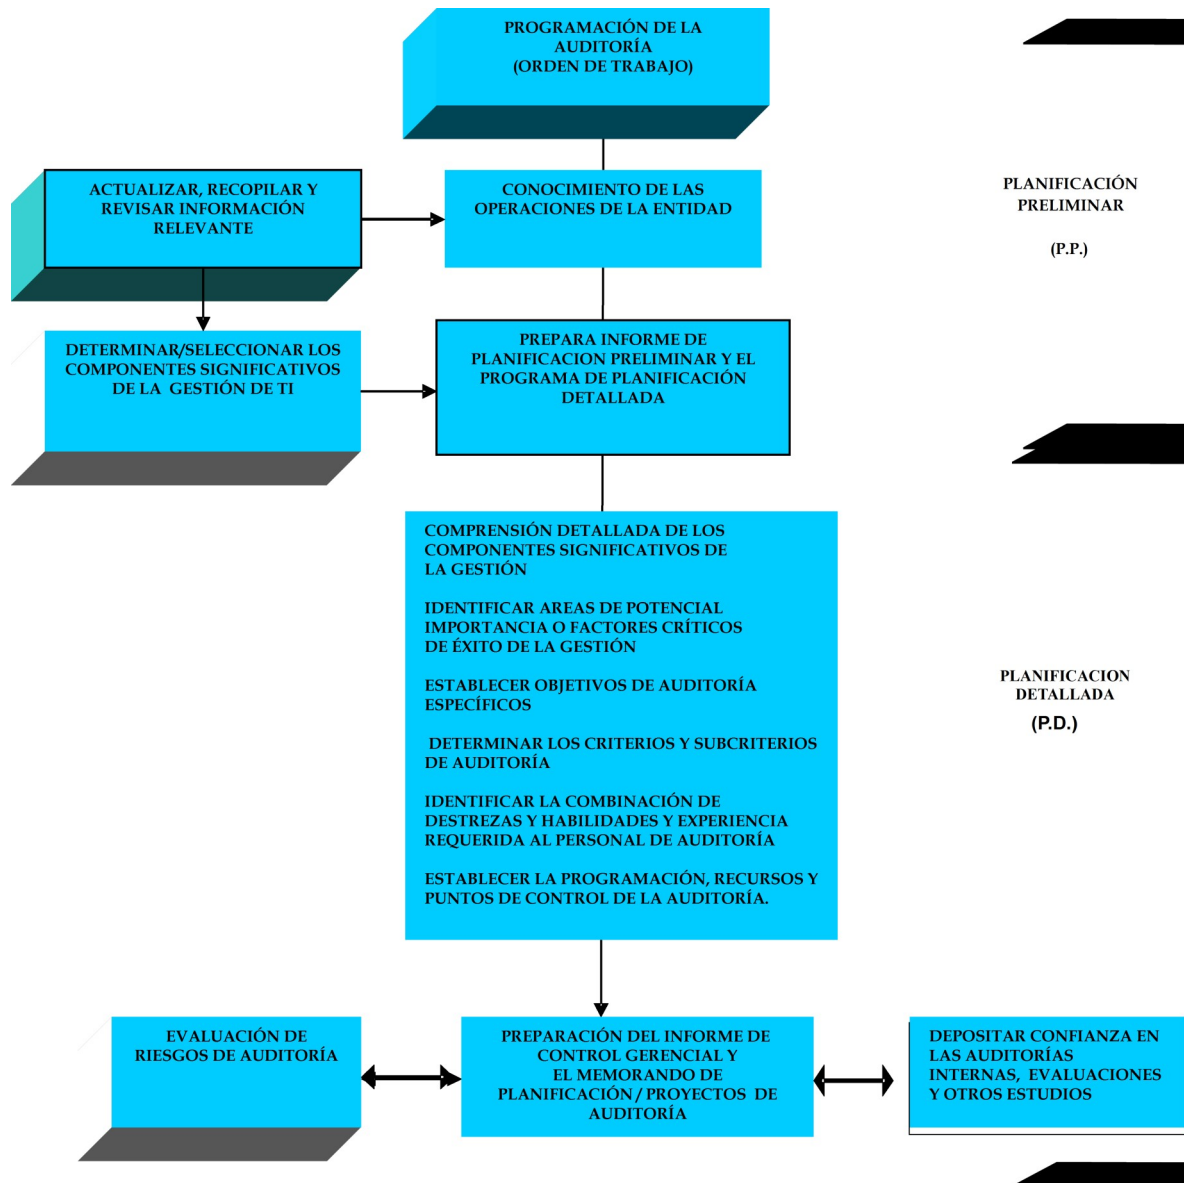 PROGRAMACIÓN DE LA
AUDITORÍA
(ORDEN DE TRABAJO)
ACTUALIZAR, RECOPILAR Y
REVISAR INFORMACIÓN
RELEVANTE
CONOCIMIENTO DE LAS
OPERACIONES DE LA ENTIDAD
PLANIFICACIÓN
PRELIMINAR
(P.P.)
DETERMINAR/SELECCIONAR LOS
COMPONENTES SIGNIFICATIVOS
DE LA GESTIÓN DE TI
PREPARA INFORME DE
PLANIFICACION PRELIMINAR Y EL
PROGRAMA DE PLANIFICACIÓN
DETALLADA
COMPRENSIÓN DETALLADA DE LOS
COMPONENTES SIGNIFICATIVOS DE
LA GESTIÓN
IDENTIFICAR AREAS DE POTENCIAL
IMPORTANCIA O FACTORES CRÍTICOS
DE ÉXITO DE LA GESTIÓN
ESTABLECER OBJETIVOS DE AUDITORÍA
ESPECÍFICOS
DETERMINAR LOS CRITERIOS Y SUBCRITERIOS
DE AUDITORÍA
IDENTIFICAR LA COMBINACIÓN DE
DESTREZAS Y HABILIDADES Y EXPERIENCIA
REQUERIDA AL PERSONAL DE AUDITORÍA
ESTABLECER LA PROGRAMACIÓN, RECURSOS Y
PUNTOS DE CONTROL DE LA AUDITORÍA.
PLANIFICACION
DETALLADA
(P.D.)
EVALUACIÓN DE
RIESGOS DE AUDITORÍA
PREPARACIÓN DEL INFORME DE
CONTROL GERENCIAL Y
EL MEMORANDO DE
PLANIFICACIÓN / PROYECTOS DE
AUDITORÍA
DEPOSITAR CONFIANZA EN
LAS AUDITORÍAS
INTERNAS, EVALUACIONES
Y OTROS ESTUDIOS